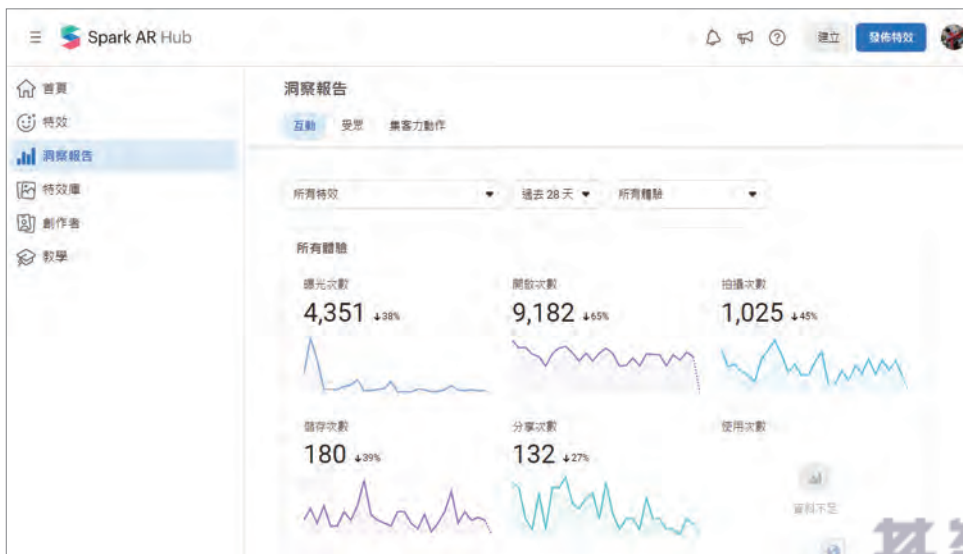 Spark AR Hub
建立
發佈特效
首頁
特效
洞察報告
特效庫
創作者
教學
洞察報告
互動 受眾 集客力動作
所有特效 過去 28 天 所有體驗
所有體驗
曝光次數 開啟次數 拍攝次數
4,351 ↓38% 9,182 ↓65% 1,025 ↓45%
儲存次數 分享次數 使用次數
180 ↓39% 132 ↓27%
資料不足